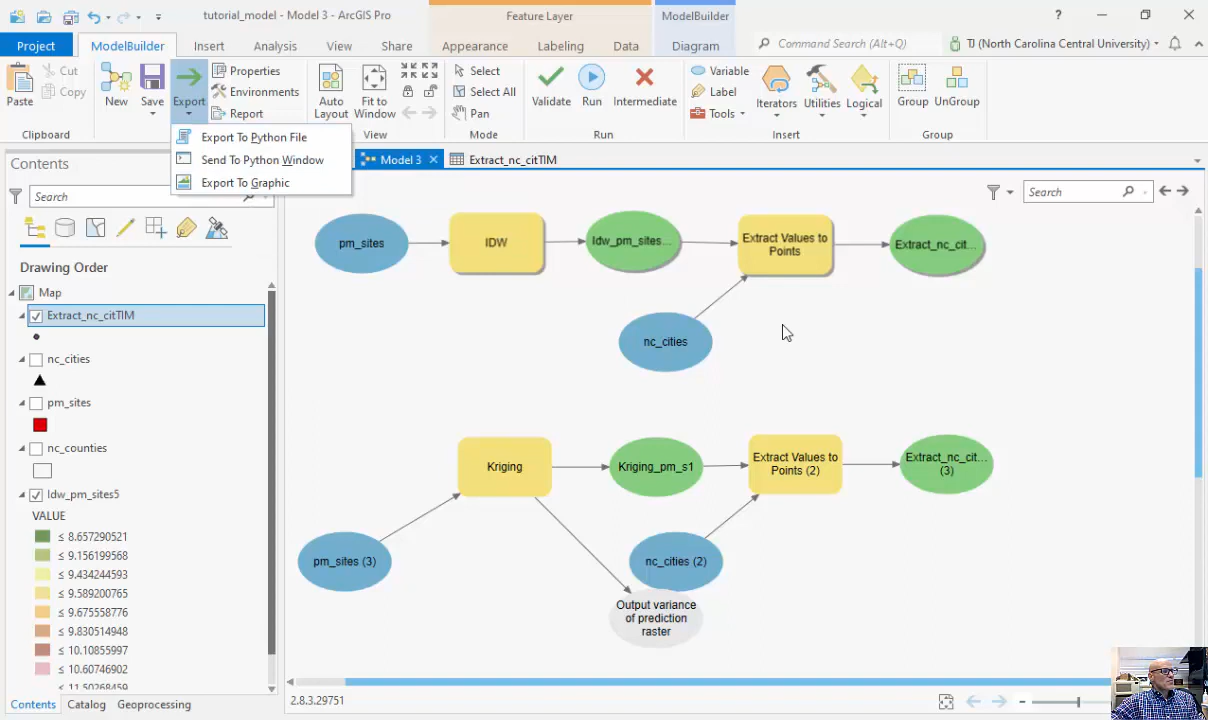 tutorial_model - Model 3 - ArcGIS Pro
Feature Layer
ModelBuilder
?
Project
ModelBuilder
Insert
Analysis
View
Share
Appearance
Labeling
Data
Diagram
Command Search (Alt+Q)
TJ (North Carolina Central University)
Paste
Cut
Copy
Clipboard
New
Save
Export
Properties
Environments
Report
Auto Layout
Fit to Window
View
Select
Select All
Pan
Mode
Validate
Run
Intermediate
Run
Variable
Label
Tools
Iterators
Utilities
Logical
Insert
Group
UnGroup
Group
Export To Python File
Send To Python Window
Export To Graphic
Contents
Search
Drawing Order
Map
Extract_nc_citTIM
nc_cities
pm_sites
nc_counties
Idw_pm_sites5
VALUE
≤ 8.657290521
≤ 9.156199568
≤ 9.434244593
≤ 9.589200765
≤ 9.675558776
≤ 9.830514948
≤ 10.10855997
≤ 10.60746902
≤ 11.50268459
Contents
Catalog
Geoprocessing
Model 3
Extract_nc_citTIM
Search
pm_sites
IDW
Idw_pm_sites...
Extract Values to
Points
Extract_nc_cit...
nc_cities
Kriging
Kriging_pm_s1
Extract Values to
Points (2)
Extract_nc_cit...
(3)
pm_sites (3)
nc_cities (2)
Output variance
of prediction
raster
2.8.3.29751